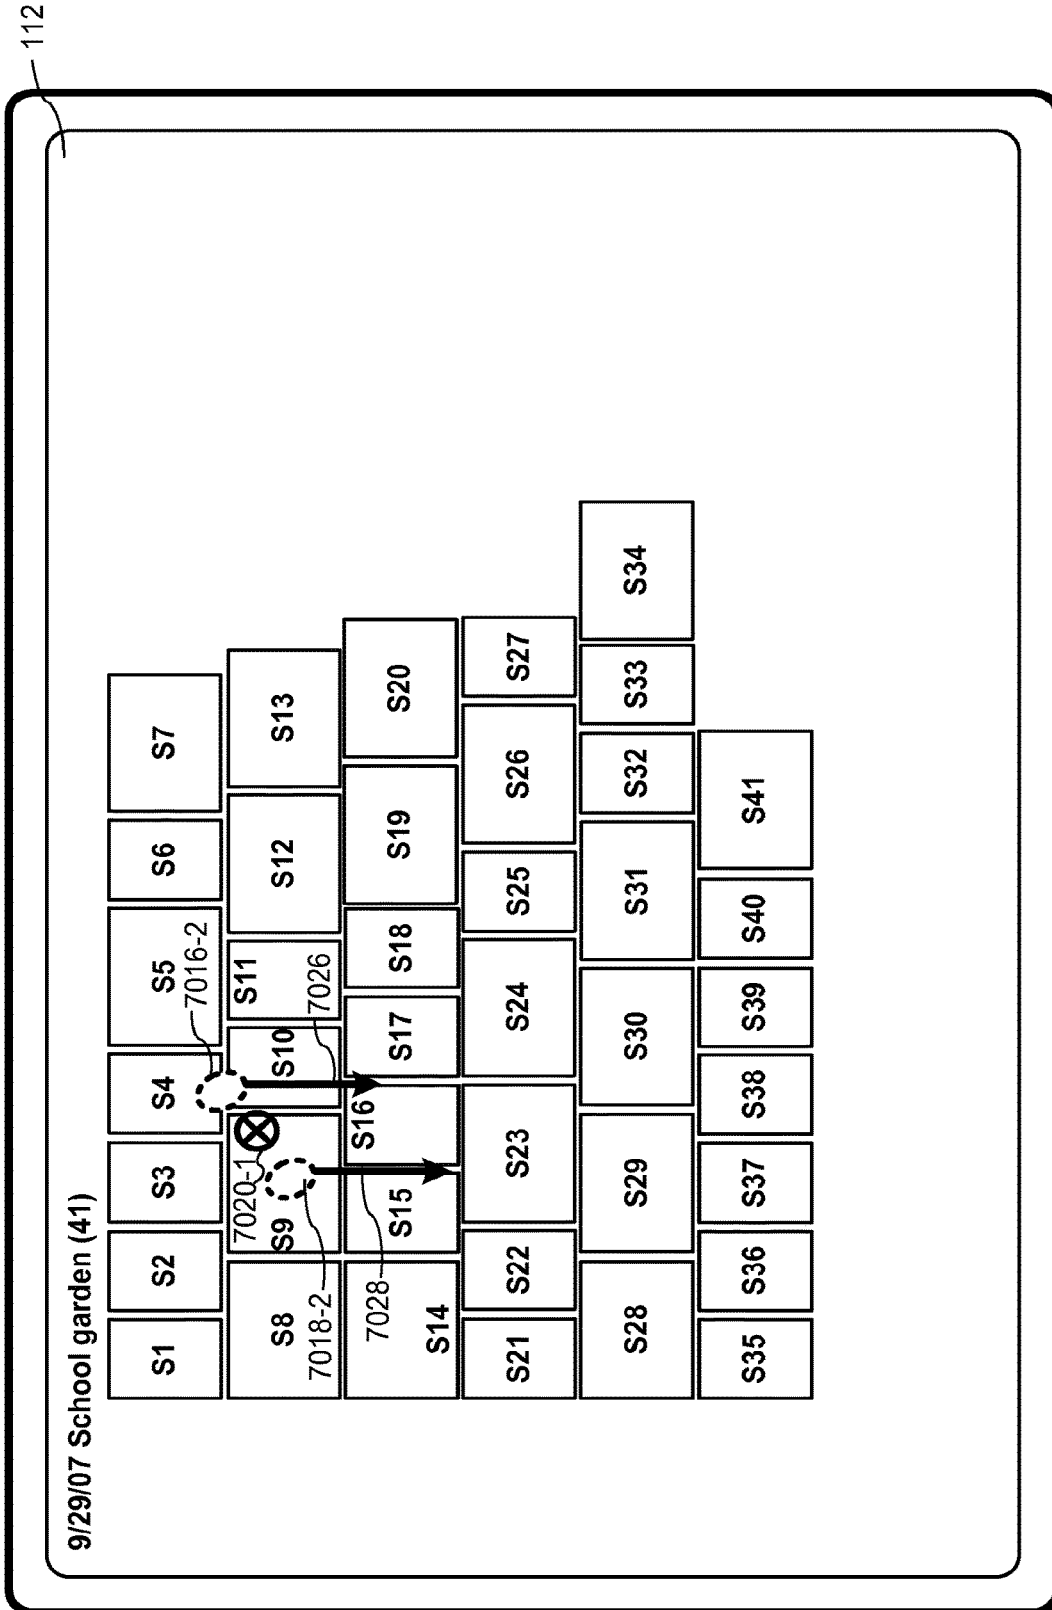 112
9/29/07 School garden (41)
S1 S2 S3 S4 S5 S6 S7
7016-2
S8 S9 S10 S11 S12 S13
7020-1
7018-2
7026
S14 S15 S16 S17 S18 S19 S20
7028
S21 S22 S23 S24 S25 S26 S27
S28 S29 S30 S31 S32 S33 S34
S35 S36 S37 S38 S39 S40 S41